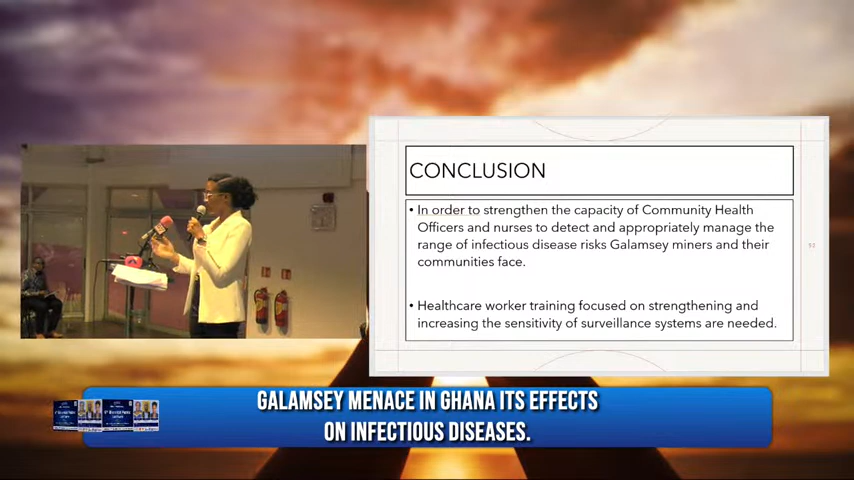 CONCLUSION
• In order to strengthen the capacity of Community Health
Officers and nurses to detect and appropriately manage the
range of infectious disease risks Galamsey miners and their
communities face.
• Healthcare worker training focused on strengthening and
increasing the sensitivity of surveillance systems are needed.
GALAMSEY MENACE IN GHANA ITS EFFECTS
ON INFECTIOUS DISEASES.